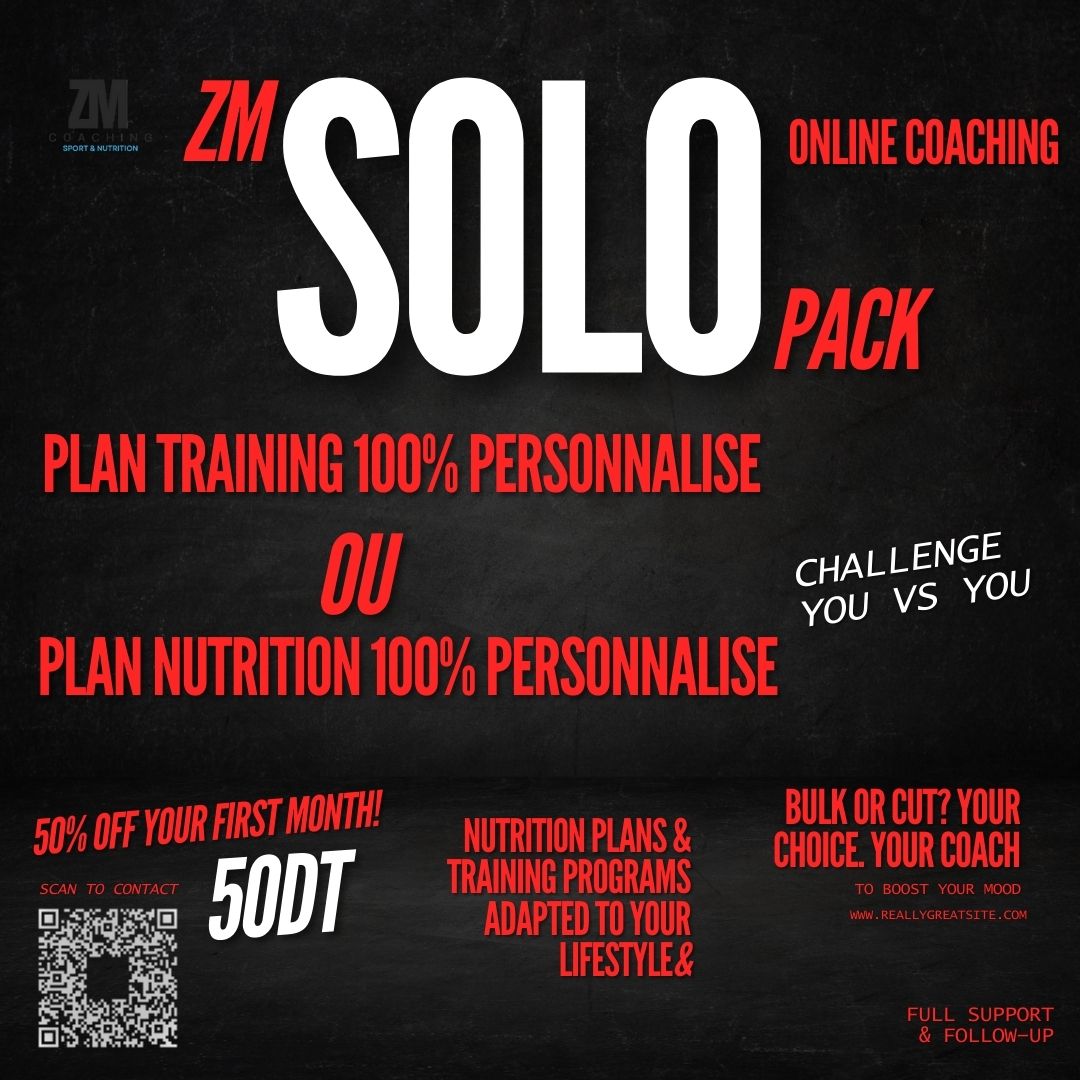 ZM
COACHING
SPORT & NUTRITION
ZM
SOLO
ONLINE COACHING
PACK
PLAN TRAINING 100% PERSONNALISE
OU
PLAN NUTRITION 100% PERSONNALISE
CHALLENGE
YOU VS YOU
50% OFF YOUR FIRST MONTH!
50DT
SCAN TO CONTACT
NUTRITION PLANS &
TRAINING PROGRAMS
ADAPTED TO YOUR
LIFESTYLE&
BULK OR CUT? YOUR
CHOICE. YOUR COACH
TO BOOST YOUR MOOD
WWW.REALLYGREATSITE.COM
FULL SUPPORT
& FOLLOW-UP